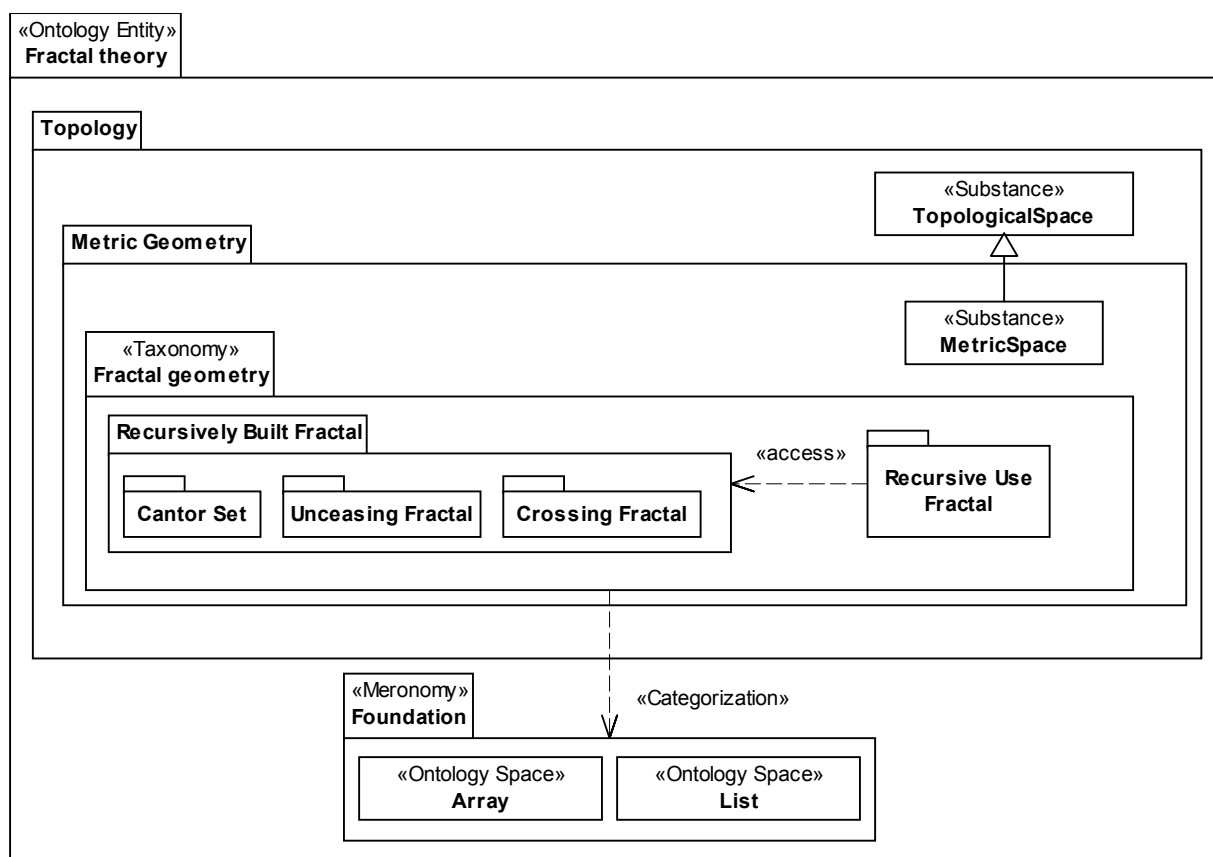 «Ontology Entity»
Fractal theory
Topology
«Substance»
TopologicalSpace
Metric Geometry
«Substance»
MetricSpace
«Taxonomy»
Fractal geometry
Recursively Built Fractal
«access»
Recursive Use
Fractal
Cantor Set
Unceasing Fractal
Crossing Fractal
«Meronomy»
Foundation
«Categorization»
«Ontology Space»
Array
«Ontology Space»
List